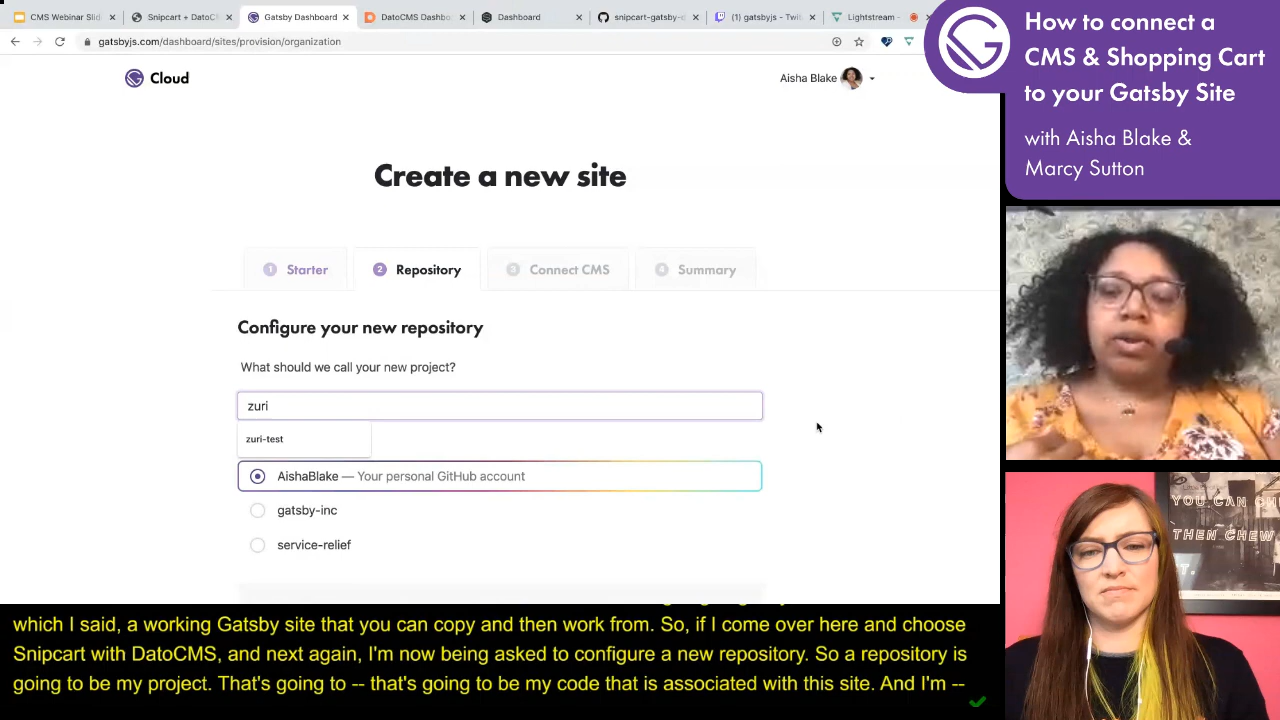 CMS Webinar Slid
Snipcart + DatoC
Gatsby Dashboard
DatoCMS Dashbo
Dashboard
snipcart-gatsby-
(1) gatsbyjs - Twi
Lightstream -
gatsbyjs.com/dashboard/sites/provision/organization
Cloud
Aisha Blake
Create a new site
1 Starter
2 Repository
3 Connect CMS
4 Summary
Configure your new repository
What should we call your new project?
zuri
zuri-test
AishaBlake — Your personal GitHub account
gatsby-inc
service-relief
How to connect a
CMS & Shopping Cart
to your Gatsby Site
with Aisha Blake &
Marcy Sutton
YOU CAN CHE
THEN CHEW
IT.
which I said, a working Gatsby site that you can copy and then work from. So, if I come over here and choose
Snipcart with DatoCMS, and next again, I'm now being asked to configure a new repository. So a repository is
going to be my project. That's going to -- that's going to be my code that is associated with this site. And I'm --